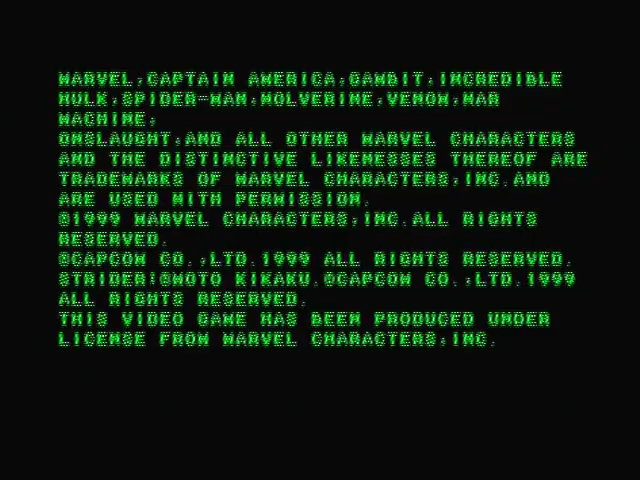 MARVEL,CAPTAIN AMERICA,GAMBIT,INCREDIBLE
HULK,SPIDER-MAN,WOLVERINE,VENOM,WAR
MACHINE,
ONSLAUGHT,AND ALL OTHER MARVEL CHARACTERS
AND THE DISTINCTIVE LIKENESSES THEREOF ARE
TRADEMARKS OF MARVEL CHARACTERS,INC.AND
ARE USED WITH PERMISSION.
©1999 MARVEL CHARACTERS,INC.ALL RIGHTS
RESERVED.
©CAPCOM CO.,LTD.1999 ALL RIGHTS RESERVED.
STRIDER:©MOTO KIKAKU.©CAPCOM CO.,LTD.1999
ALL RIGHTS RESERVED.
THIS VIDEO GAME HAS BEEN PRODUCED UNDER
LICENSE FROM MARVEL CHARACTERS,INC.